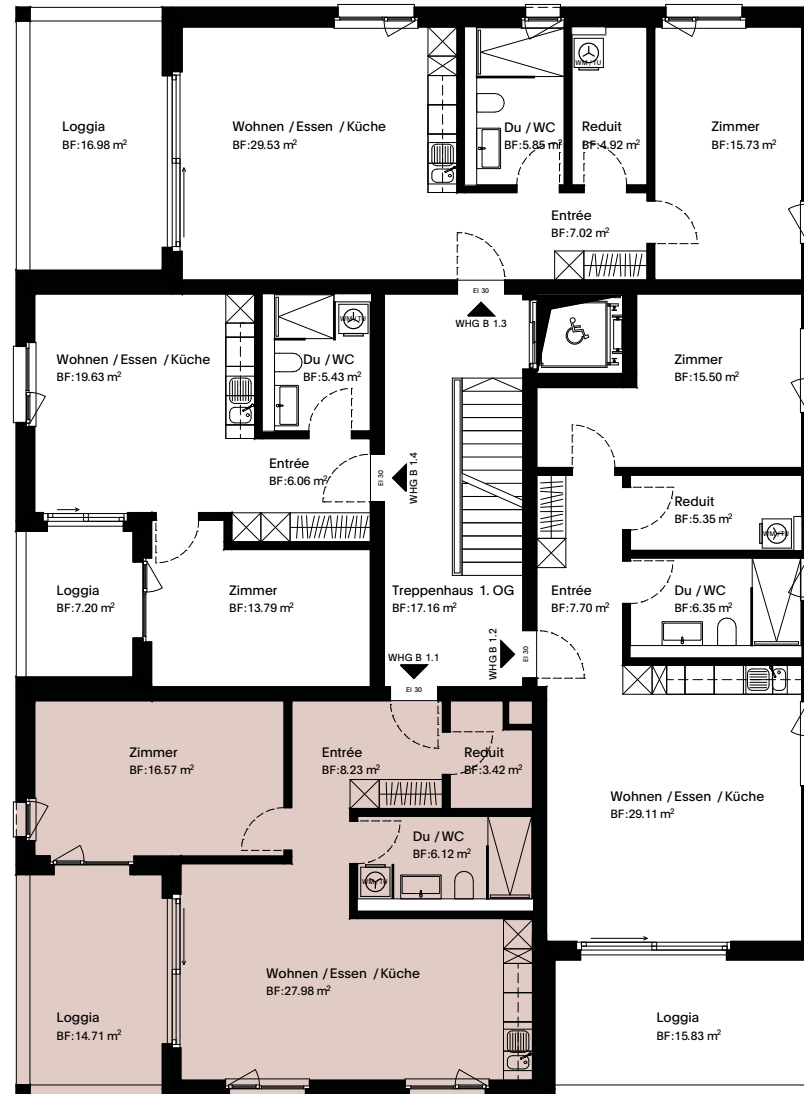 WM / TU
Loggia
BF:16.98 m²
Wohnen / Essen / Küche
BF:29.53 m²
Du / WC
BF:5.85 m²
Reduit
BF:4.92 m²
Zimmer
BF:15.73 m²
Entrée
BF:7.02 m²
EI 30
WHG B 1.3
WM / TU
Wohnen / Essen / Küche
BF:19.63 m²
Du / WC
BF:5.43 m²
Zimmer
BF:15.50 m²
Entrée
BF:6.06 m²
EI 30
WHG B 1.4
Reduit
BF:5.35 m²
WM / TU
Loggia
BF:7.20 m²
Zimmer
BF:13.79 m²
Treppenhaus 1. OG
BF:17.16 m²
Entrée
BF:7.70 m²
Du / WC
BF:6.35 m²
WHG B 1.2
EI 30
WHG B 1.1
EI 30
Zimmer
BF:16.57 m²
Entrée
BF:8.23 m²
Reduit
BF:3.42 m²
Wohnen / Essen / Küche
BF:29.11 m²
Du / WC
BF:6.12 m²
WM / TU
Wohnen / Essen / Küche
BF:27.98 m²
Loggia
BF:14.71 m²
Loggia
BF:15.83 m²